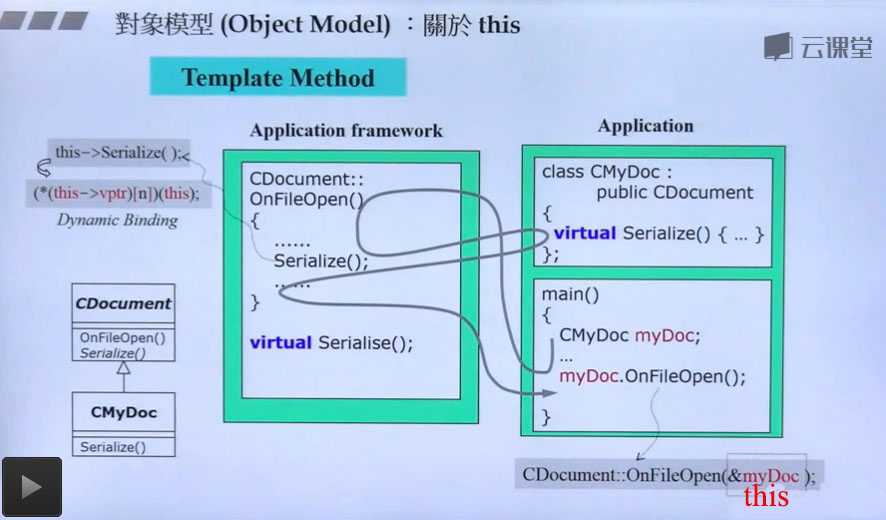 對象模型 (Object Model) ：關於 this
云课堂
Template Method
Application framework
Application
this->Serialize( );
(*(this->vptr)[n])(this);
Dynamic Binding
CDocument::
OnFileOpen()
{
......
Serialize();
......
}
virtual Serialise();
class CMyDoc :
public CDocument
{
virtual Serialize() { ... }
};
main()
{
CMyDoc myDoc;
...
myDoc.OnFileOpen();
}
CDocument
OnFileOpen()
Serialize()
CMyDoc
Serialize()
CDocument::OnFileOpen(&myDoc );
this